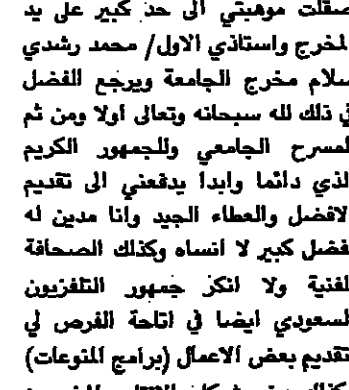 صقلت موهبتي الى حد كبير على يد
المخرج واستاذي الاول/ محمد رشدي
سلام مخرج الجامعة ويرجع الفضل
في ذلك لله سبحانه وتعالى اولا ومن ثم
للمسرح الجامعي وللجمهور الكريم
الذي دائما وابدا يدفعني الى تقديم
الافضل والعطاء الجيد وانا مدين له
بفضل كبير لا انساه وكذلك الصحافة
الفنية ولا انكر جمهور التلفزيون
السعودي ايضا في اتاحة الفرص لي
تقديم بعض الاعمال (برامج المنوعات)